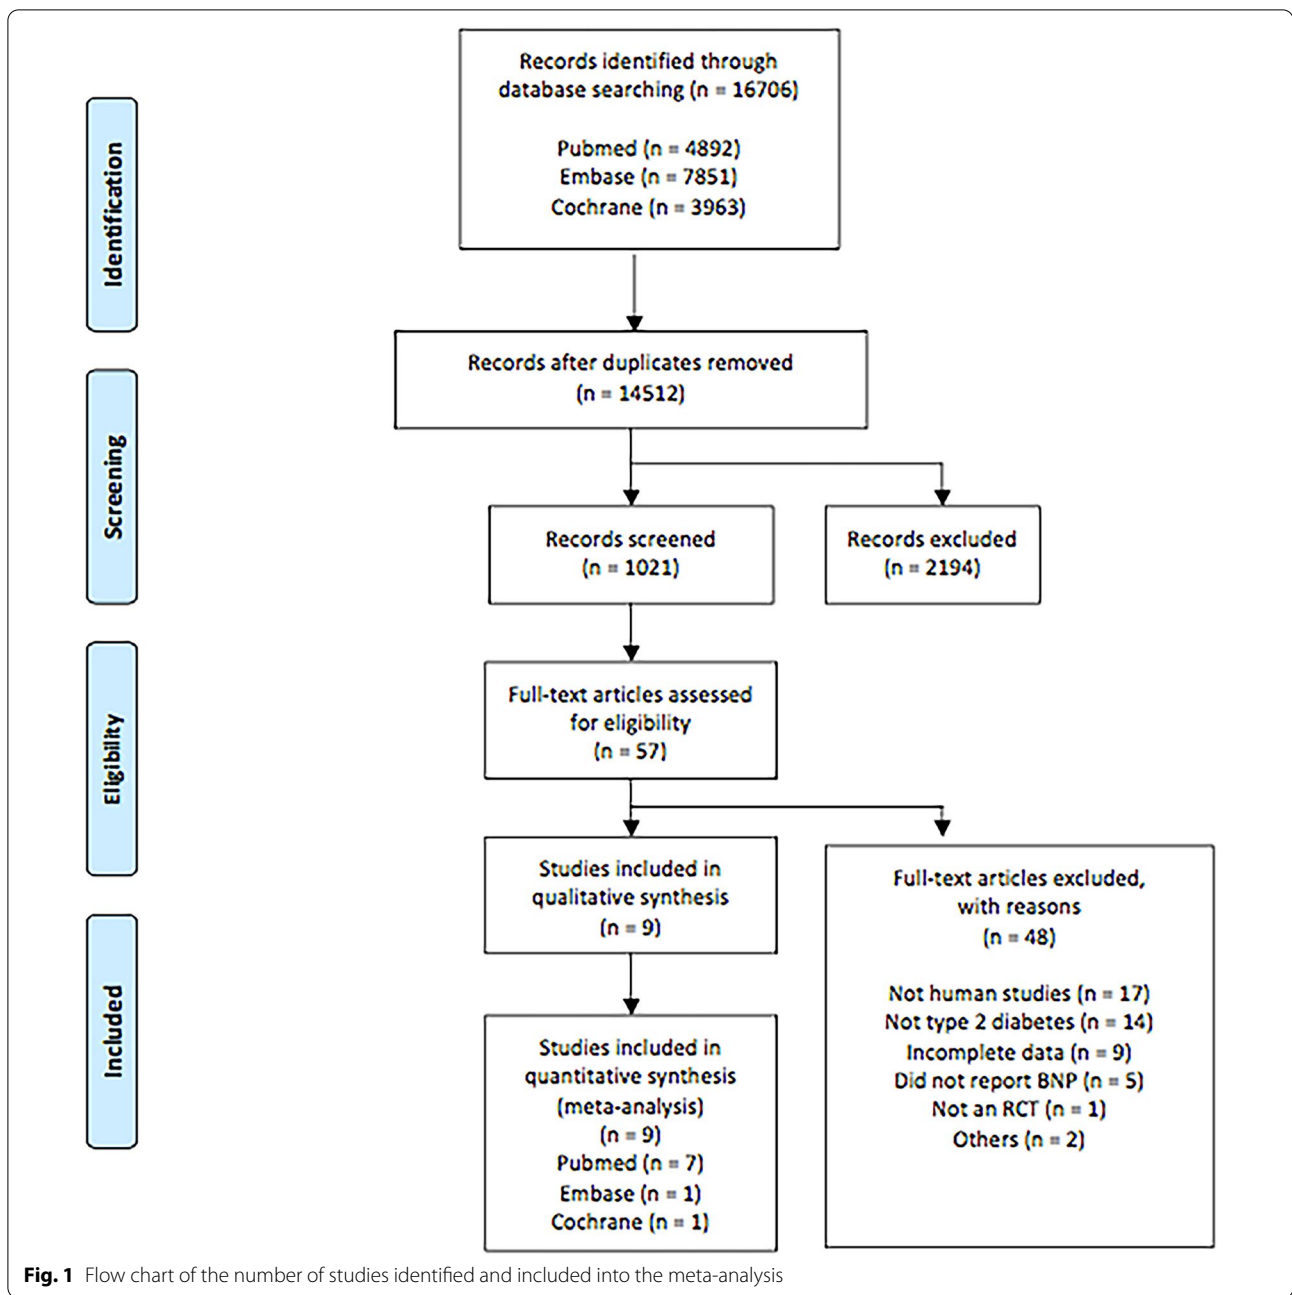 Records identified through
database searching (n = 16706)
Pubmed (n = 4892)
Embase (n = 7851)
Cochrane (n = 3963)
Identification
Records after duplicates removed
(n = 14512)
Screening
Records screened
(n = 1021)
Records excluded
(n = 2194)
Full-text articles assessed
for eligibility
(n = 57)
Eligibility
Studies included in
qualitative synthesis
(n = 9)
Full-text articles excluded,
with reasons
(n = 48)
Not human studies (n = 17)
Not type 2 diabetes (n = 14)
Incomplete data (n = 9)
Did not report BNP (n = 5)
Not an RCT (n = 1)
Others (n = 2)
Included
Studies included in
quantitative synthesis
(meta-analysis)
(n = 9)
Pubmed (n = 7)
Embase (n = 1)
Cochrane (n = 1)
Fig. 1 Flow chart of the number of studies identified and included into the meta-analysis